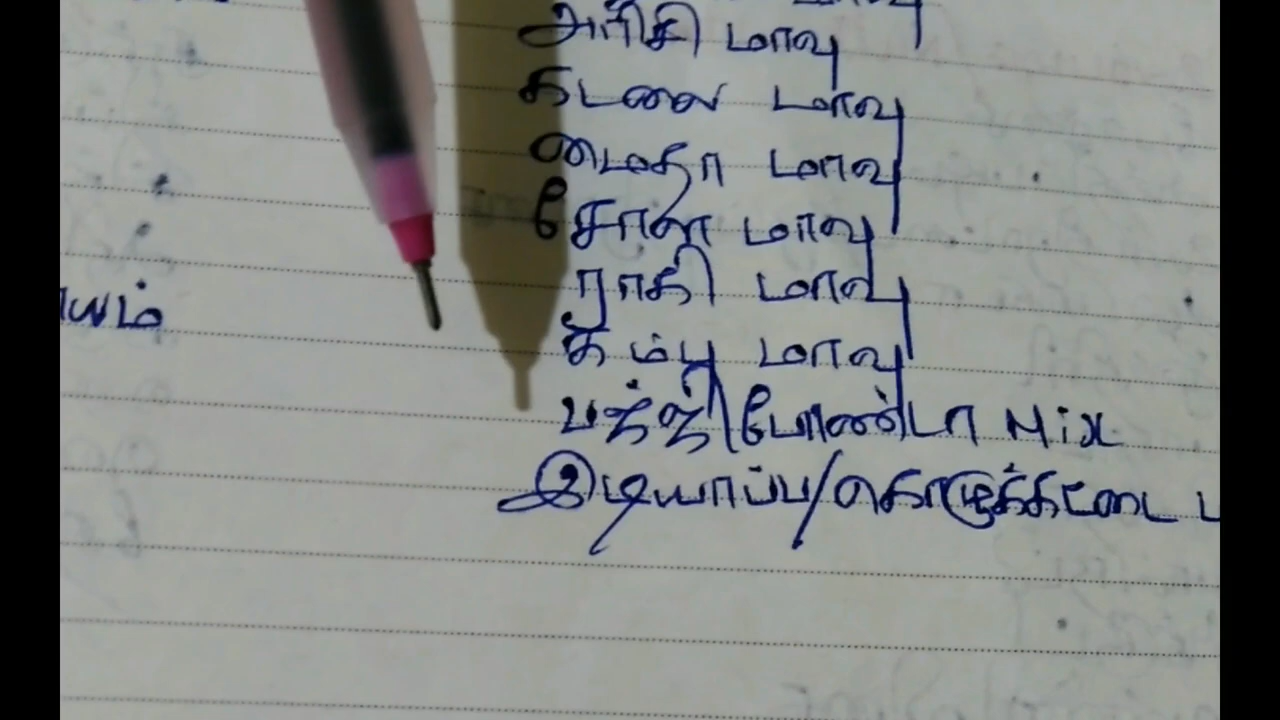 அரிசி மாவு
கடலை மாவு
மைதா மாவு
சோள மாவு
ராகி மாவு
கம்பு மாவு
பஜ்ஜி/போண்டா Mix
இடியாப்ப/கொழுக்கட்டை